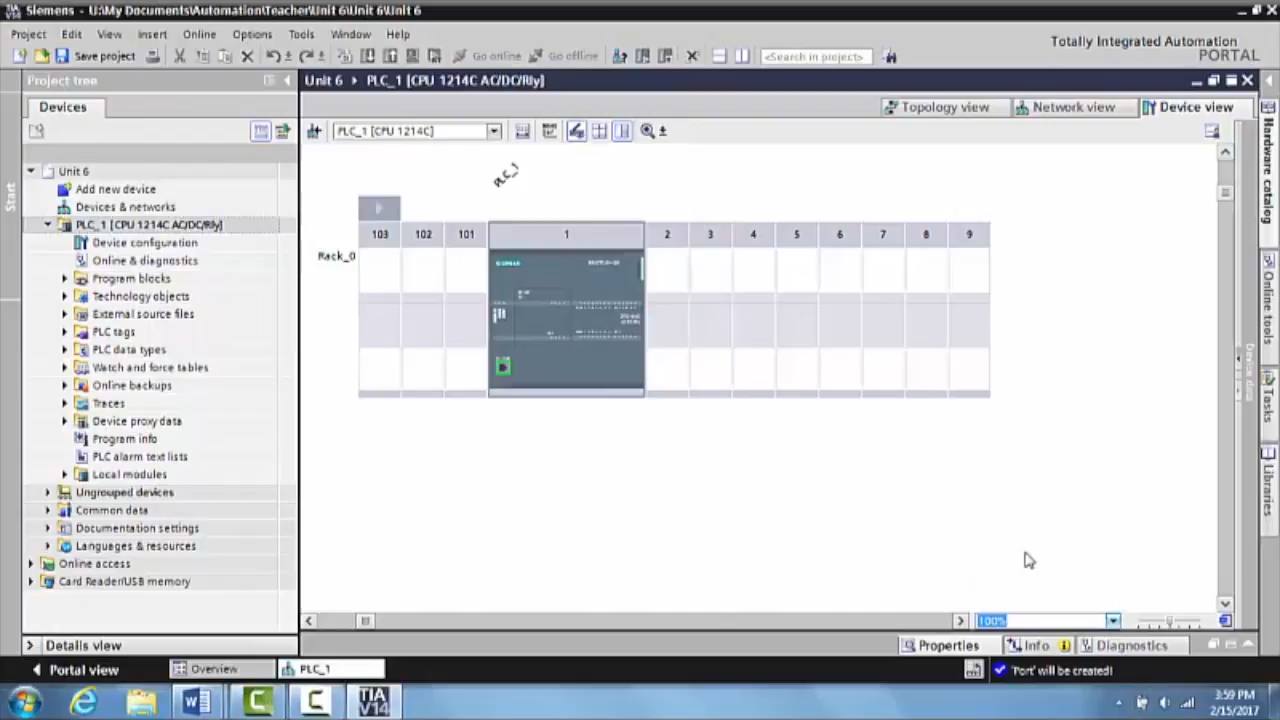 Siemens - U:\My Documents\Automation\Teacher\Unit 6\Unit 6\Unit 6
Project Edit View Insert Online Options Tools Window Help
Totally Integrated Automation
PORTAL
Save project
Go online
Go offline
<Search in project>
Project tree
Unit 6 PLC_1 [CPU 1214C AC/DC/Rly]
Devices
Topology view
Network view
Device view
PLC_1 [CPU 1214C]
Start
Unit 6
Add new device
Devices & networks
PLC_1 [CPU 1214C AC/DC/Rly]
Device configuration
Online & diagnostics
Program blocks
Technology objects
External source files
PLC tags
PLC data types
Watch and force tables
Online backups
Traces
Device proxy data
Program info
PLC alarm text lists
Local modules
Ungrouped devices
Common data
Documentation settings
Languages & resources
Online access
Card Reader/USB memory
PLC_1
103 102 101 1 2 3 4 5 6 7 8 9
Rack_0
SIEMENS
Device data
Hardware catalog
Online tools
Tasks
Libraries
100%
Details view
Properties
Info
Diagnostics
Portal view
Overview
PLC_1
'Port' will be created!
TIA
V14
3:59 PM
2/15/2017